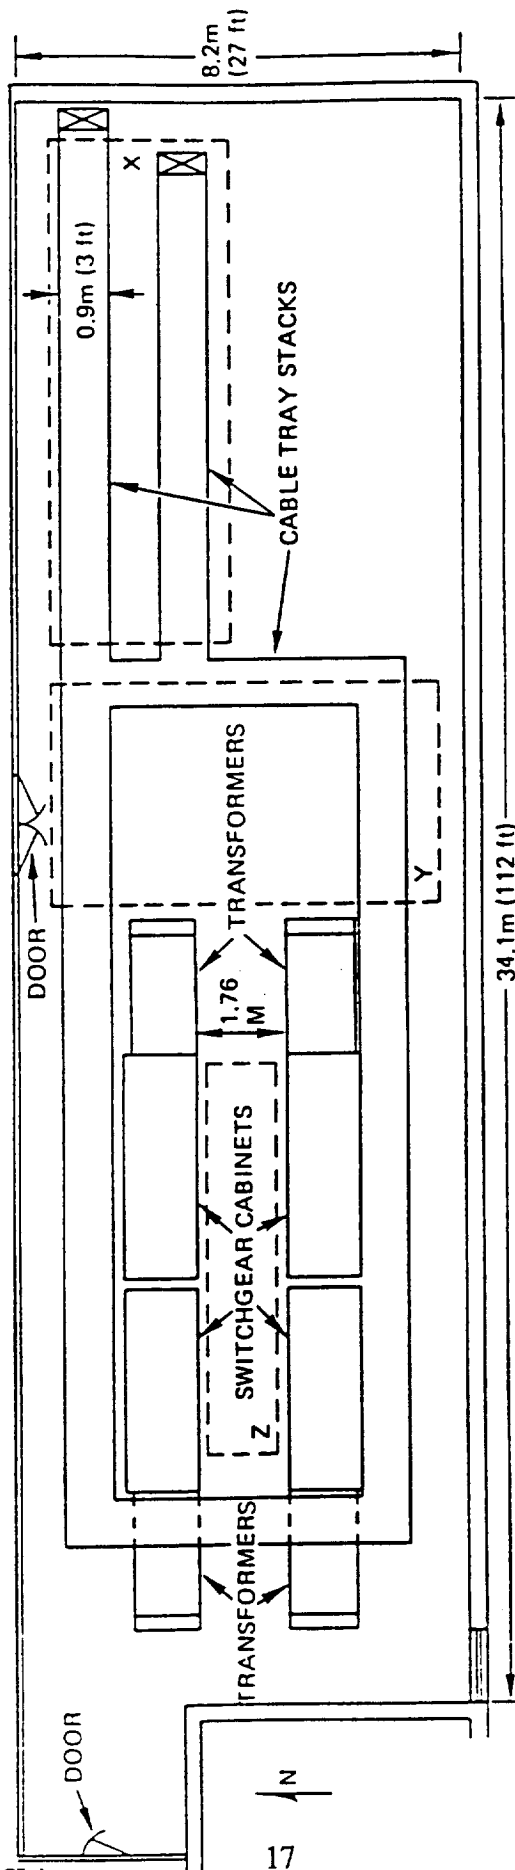 8.2m
(27 ft)
X
0.9m (3 ft)
CABLE TRAY STACKS
DOOR
TRANSFORMERS
Y
1.76
M
SWITCHGEAR CABINETS
Z
34.1m (112 ft)
TRANSFORMERS
DOOR
N
17